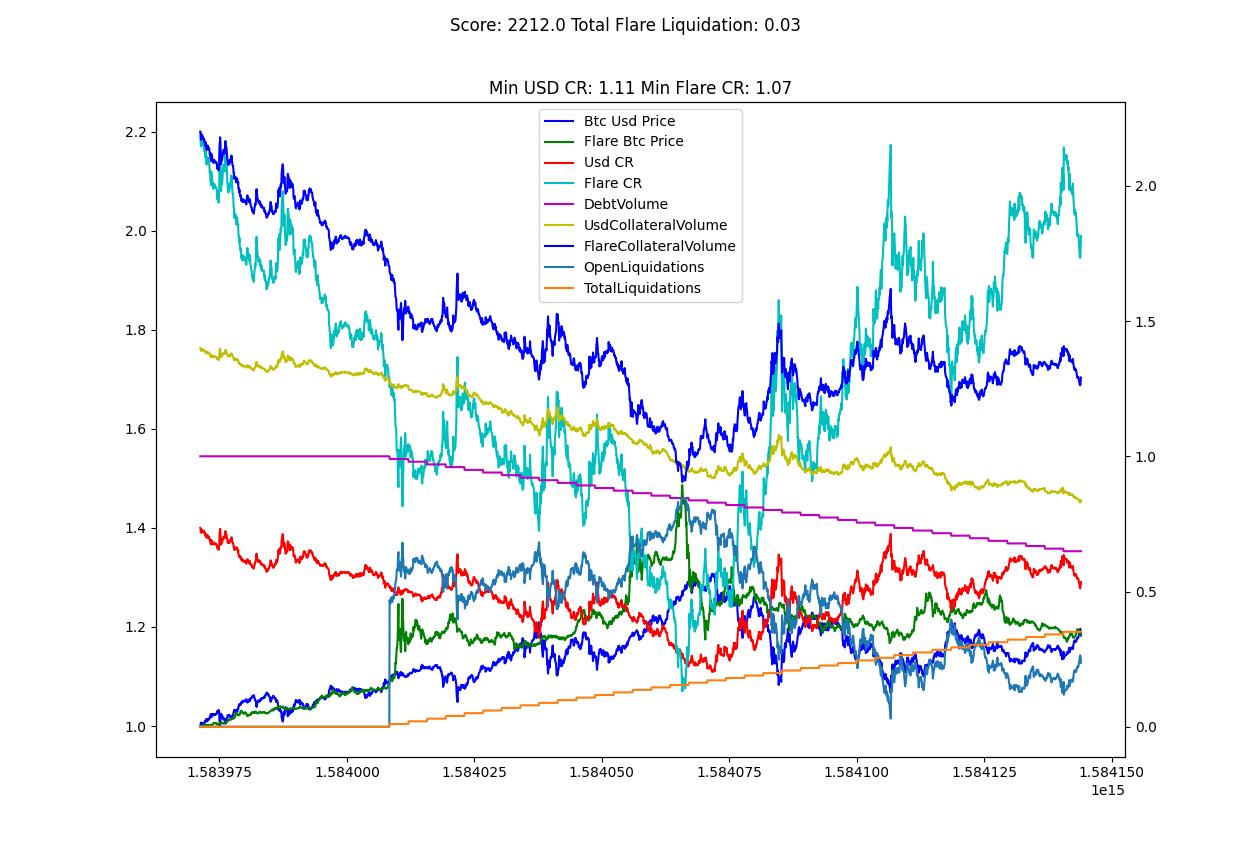 Score: 2212.0 Total Flare Liquidation: 0.03
Min USD CR: 1.11 Min Flare CR: 1.07
Btc Usd Price
Flare Btc Price
Usd CR
Flare CR
DebtVolume
UsdCollateralVolume
FlareCollateralVolume
OpenLiquidations
TotalLiquidations
2.2
2.0
1.8
1.6
1.4
1.2
1.0
2.0
1.5
1.0
0.5
0.0
1.583975 1.584000 1.584025 1.584050 1.584075 1.584100 1.584125 1.584150
1e15